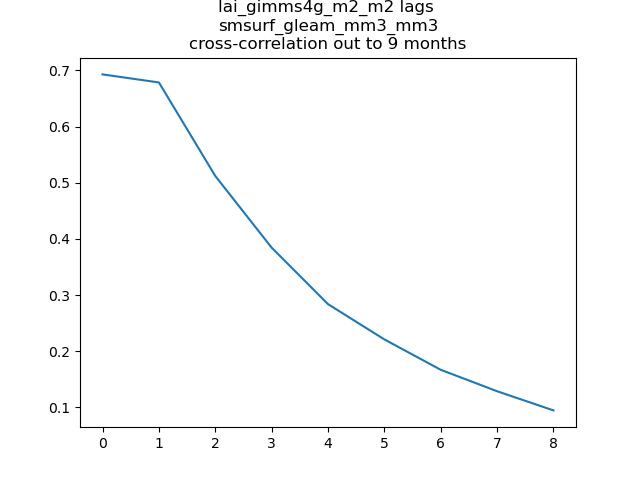 lai_gimms4g_m2_m2 lags
smsurf_gleam_mm3_mm3
cross-correlation out to 9 months
0.7
0.6
0.5
0.4
0.3
0.2
0.1
0 1 2 3 4 5 6 7 8